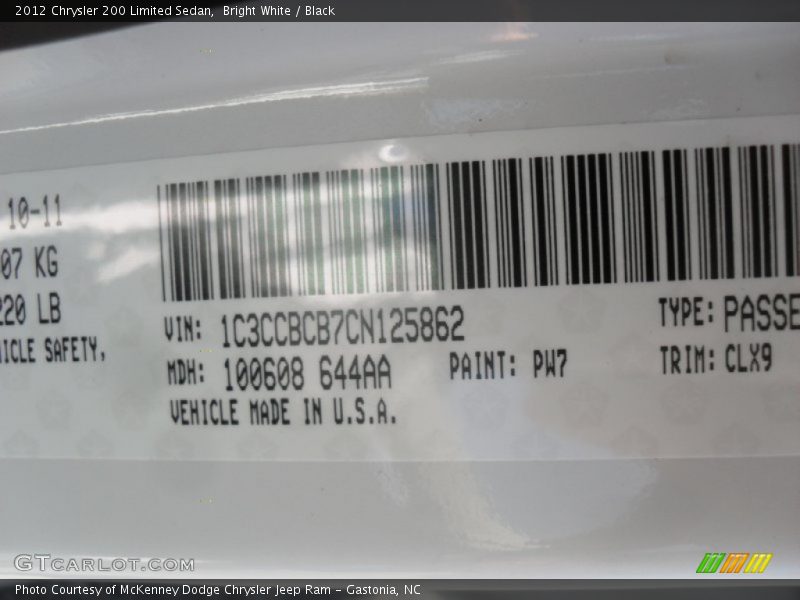 2012 Chrysler 200 Limited Sedan, Bright White / Black
10-11
07 KG
220 LB
VEHICLE SAFETY,
VIN: 1C3CCBCB7CN125862
TYPE: PASSE
MDH: 100608 644AA
PAINT: PW7
TRIM: CLX9
VEHICLE MADE IN U.S.A.
GTcarlot.com
Photo Courtesy of McKenney Dodge Chrysler Jeep Ram - Gastonia, NC